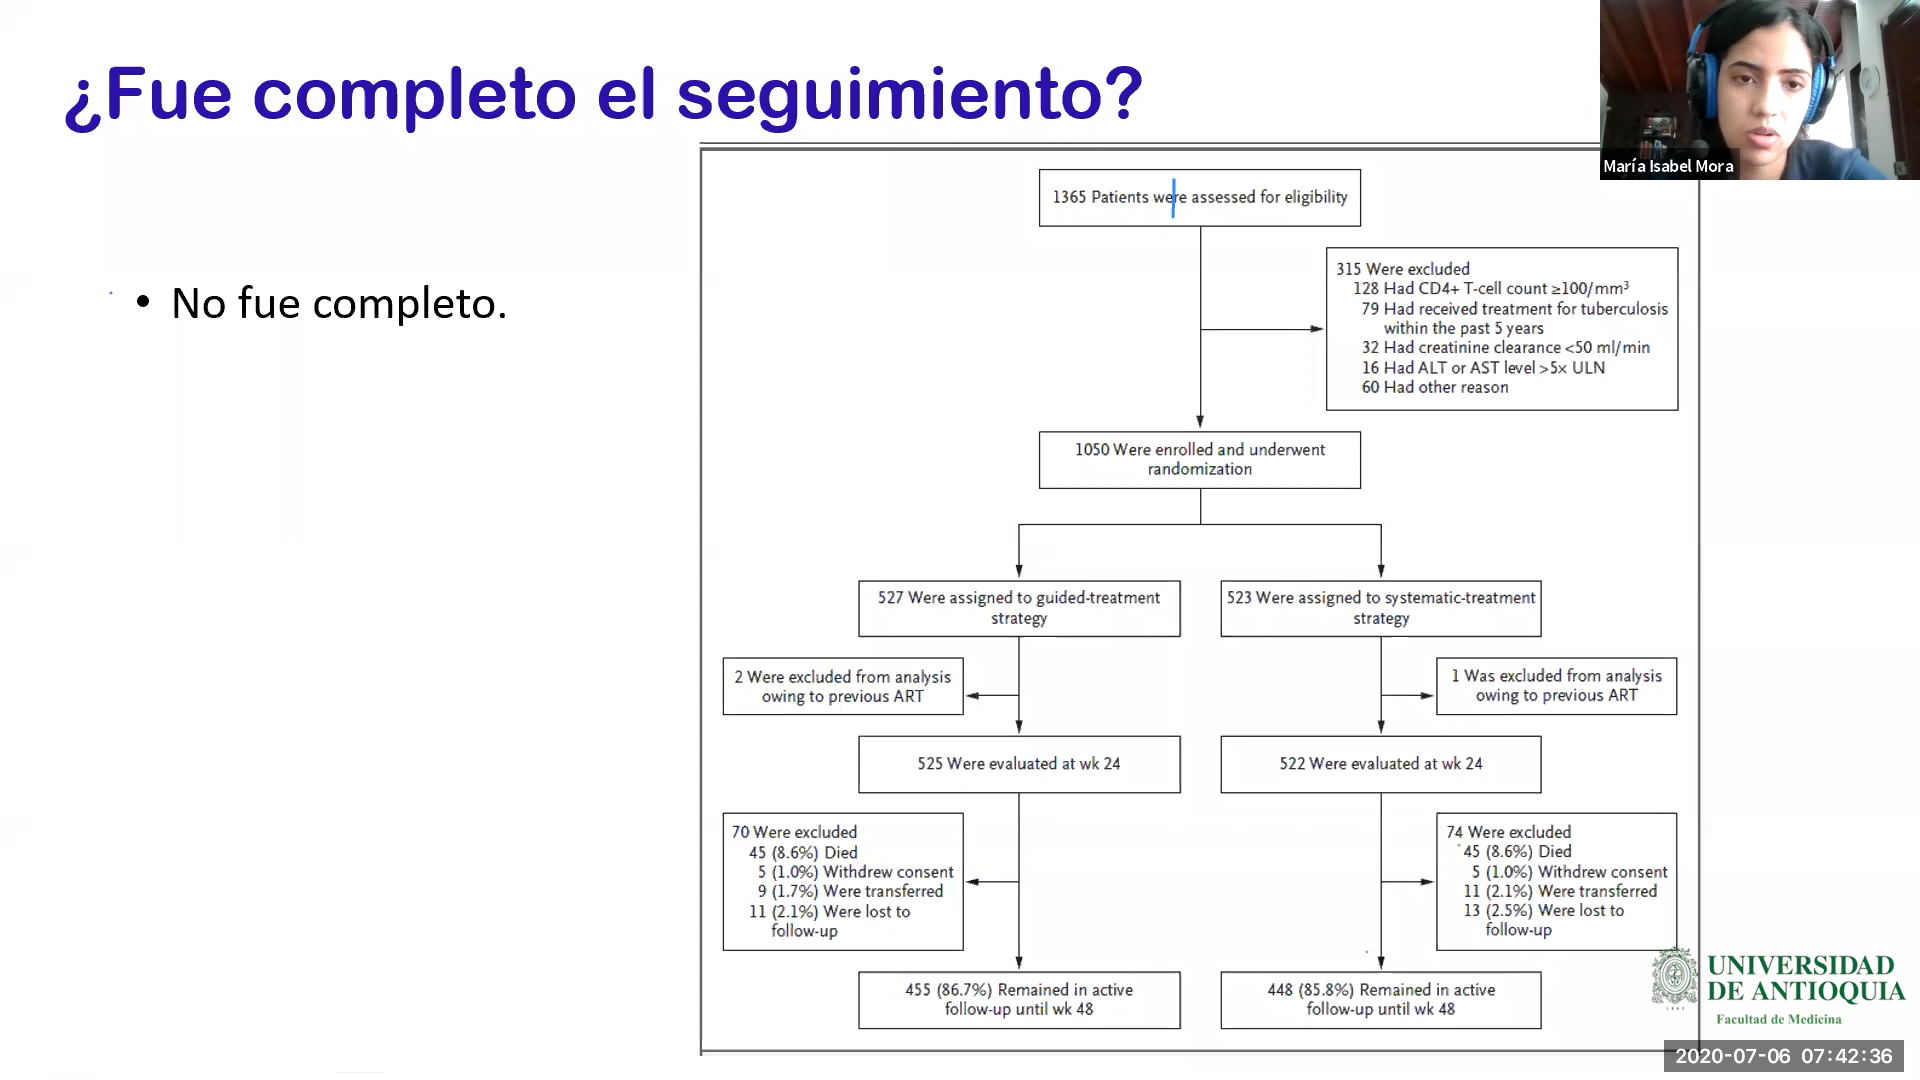 ¿Fue completo el seguimiento?
María Isabel Mora
• No fue completo.
1365 Patients were assessed for eligibility
315 Were excluded
128 Had CD4+ T-cell count ≥100/mm³
79 Had received treatment for tuberculosis
within the past 5 years
32 Had creatinine clearance <50 ml/min
16 Had ALT or AST level >5× ULN
60 Had other reason
1050 Were enrolled and underwent
randomization
527 Were assigned to guided-treatment
strategy
523 Were assigned to systematic-treatment
strategy
2 Were excluded from analysis
owing to previous ART
1 Was excluded from analysis
owing to previous ART
525 Were evaluated at wk 24
522 Were evaluated at wk 24
70 Were excluded
45 (8.6%) Died
5 (1.0%) Withdrew consent
9 (1.7%) Were transferred
11 (2.1%) Were lost to
follow-up
74 Were excluded
45 (8.6%) Died
5 (1.0%) Withdrew consent
11 (2.1%) Were transferred
13 (2.5%) Were lost to
follow-up
455 (86.7%) Remained in active
follow-up until wk 48
448 (85.8%) Remained in active
follow-up until wk 48
UNIVERSIDAD
DE ANTIOQUIA
Facultad de Medicina
2020-07-06 07:42:36